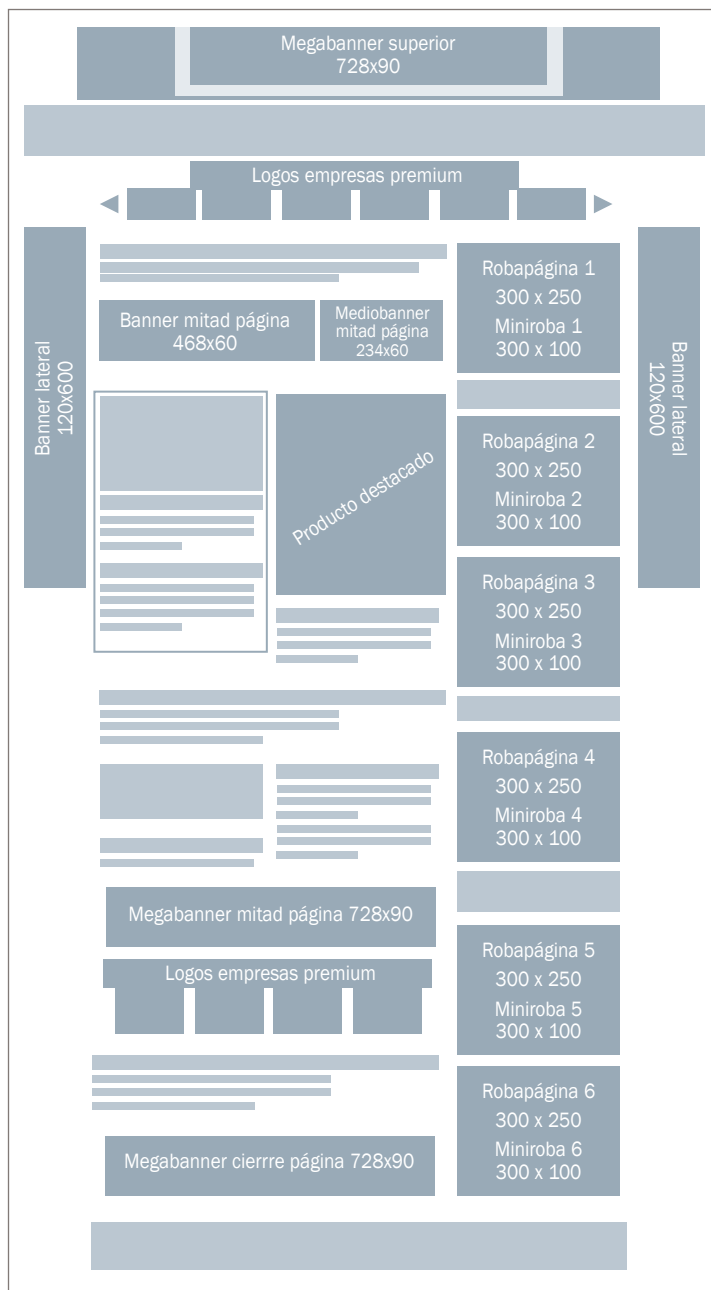 Megabanner superior
728x90
Logos empresas premium
Banner lateral
120x600
Banner mitad página
468x60
Mediobanner
mitad página
234x60
Robapágina 1
300 x 250
Miniroba 1
300 x 100
Banner lateral
120x600
Producto destacado
Robapágina 2
300 x 250
Miniroba 2
300 x 100
Robapágina 3
300 x 250
Miniroba 3
300 x 100
Robapágina 4
300 x 250
Miniroba 4
300 x 100
Megabanner mitad página 728x90
Logos empresas premium
Robapágina 5
300 x 250
Miniroba 5
300 x 100
Robapágina 6
300 x 250
Miniroba 6
300 x 100
Megabanner cierrre página 728x90